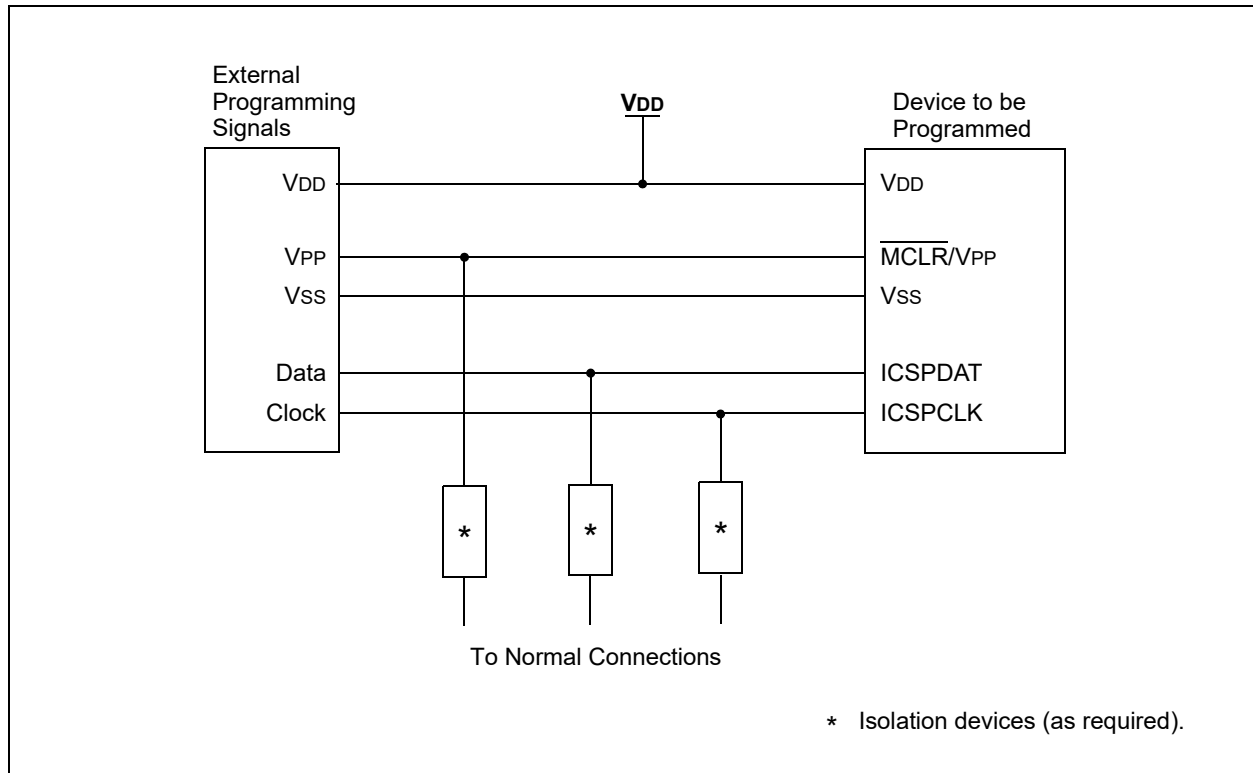 External
Programming
Signals
VDD
Device to be
Programmed
VDD
VDD
VPP
MCLR/VPP
VSS
VSS
Data
ICSPDAT
Clock
ICSPCLK
*
*
*
To Normal Connections
* Isolation devices (as required).